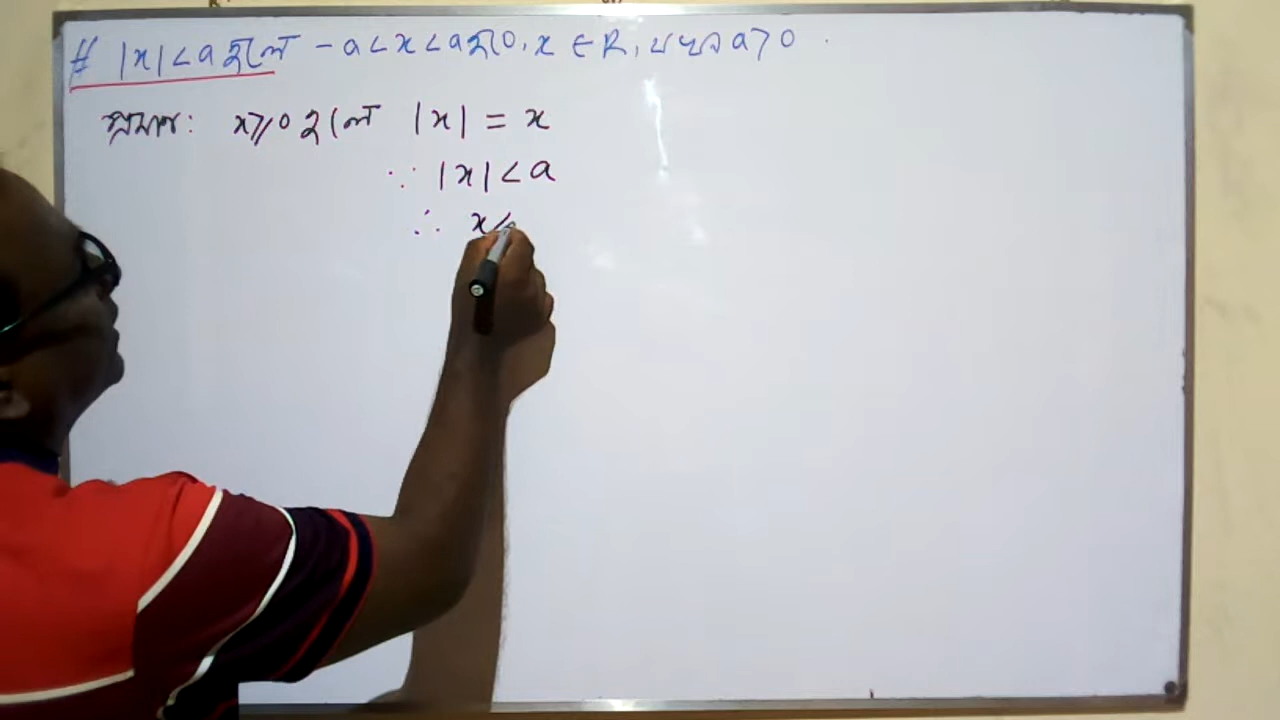 # |x| < a হলে -a < x < a হবে, x ∈ R, যখন a > 0
প্রমাণ: x ≥ 0 হলে |x| = x
∵ |x| < a
∴ x <